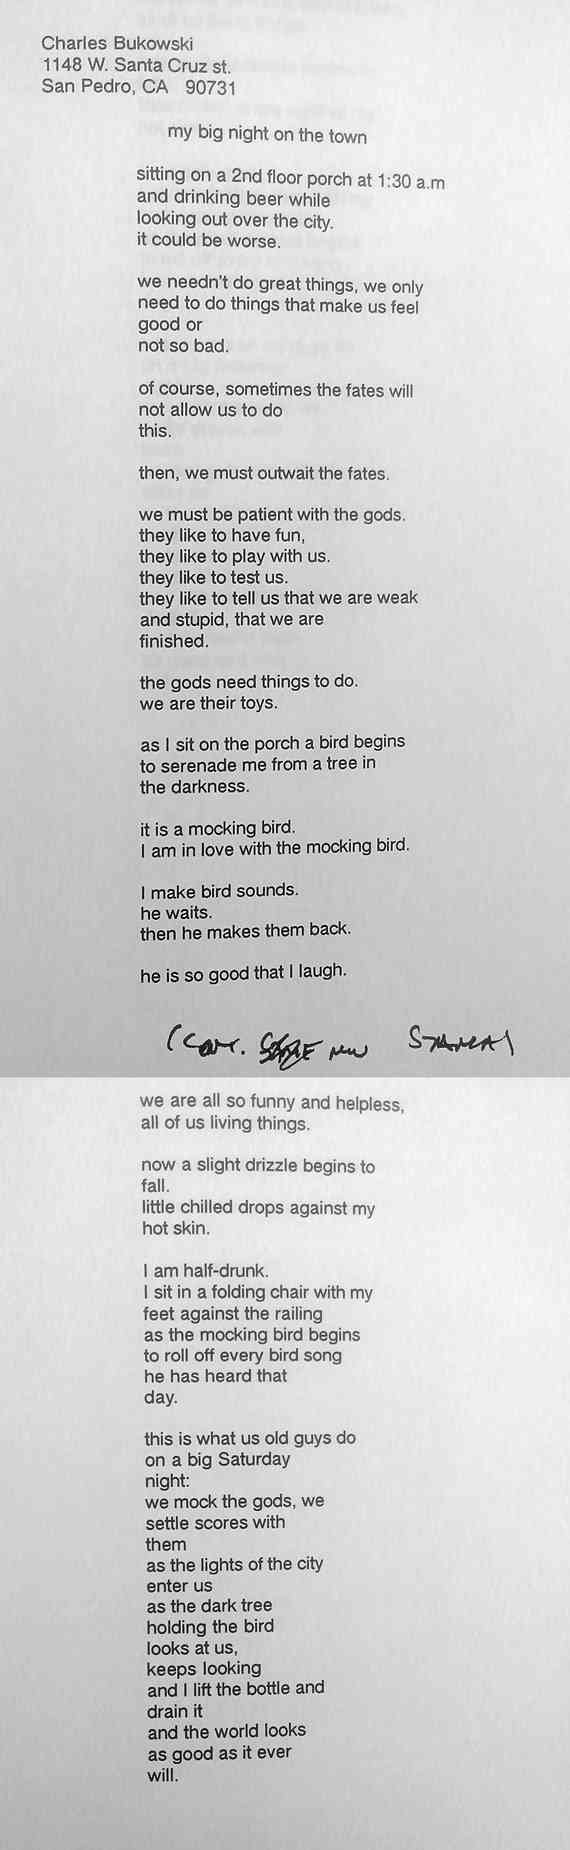 Charles Bukowski
1148 W. Santa Cruz st.
San Pedro, CA 90731
my big night on the town
sitting on a 2nd floor porch at 1:30 a.m
and drinking beer while
looking out over the city.
it could be worse.
we needn't do great things, we only
need to do things that make us feel
good or
not so bad.
of course, sometimes the fates will
not allow us to do
this.
then, we must outwait the fates.
we must be patient with the gods.
they like to have fun,
they like to play with us.
they like to test us.
they like to tell us that we are weak
and stupid, that we are
finished.
the gods need things to do.
we are their toys.
as I sit on the porch a bird begins
to serenade me from a tree in
the darkness.
it is a mocking bird.
I am in love with the mocking bird.
I make bird sounds.
he waits.
then he makes them back.
he is so good that I laugh.
(cont. new STANZA)
we are all so funny and helpless,
all of us living things.
now a slight drizzle begins to
fall.
little chilled drops against my
hot skin.
I am half-drunk.
I sit in a folding chair with my
feet against the railing
as the mocking bird begins
to roll off every bird song
he has heard that
day.
this is what us old guys do
on a big Saturday
night:
we mock the gods, we
settle scores with
them
as the lights of the city
enter us
as the dark tree
holding the bird
looks at us,
keeps looking
and I lift the bottle and
drain it
and the world looks
as good as it ever
will.